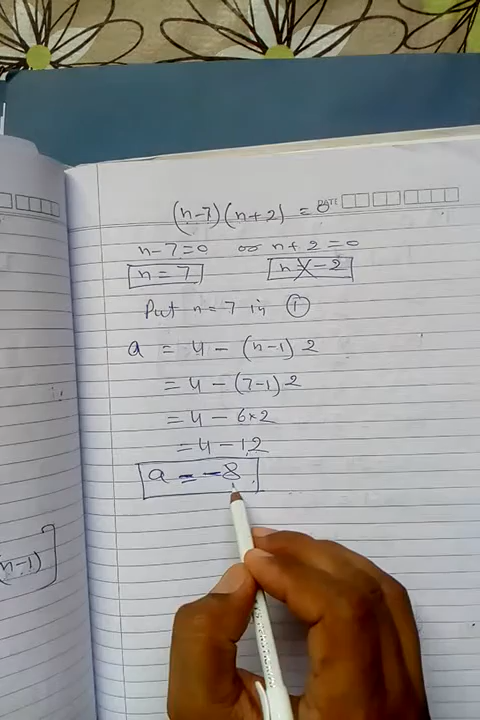 (n-7)(n+2) = 0
DATE
n-7=0 or n+2=0
n=7 n=-2
Put n=7 in ①
a = 4 - (n-1) 2
= 4 - (7-1) 2
= 4 - 6×2
= 4 - 12
a = -8
(n-1)]